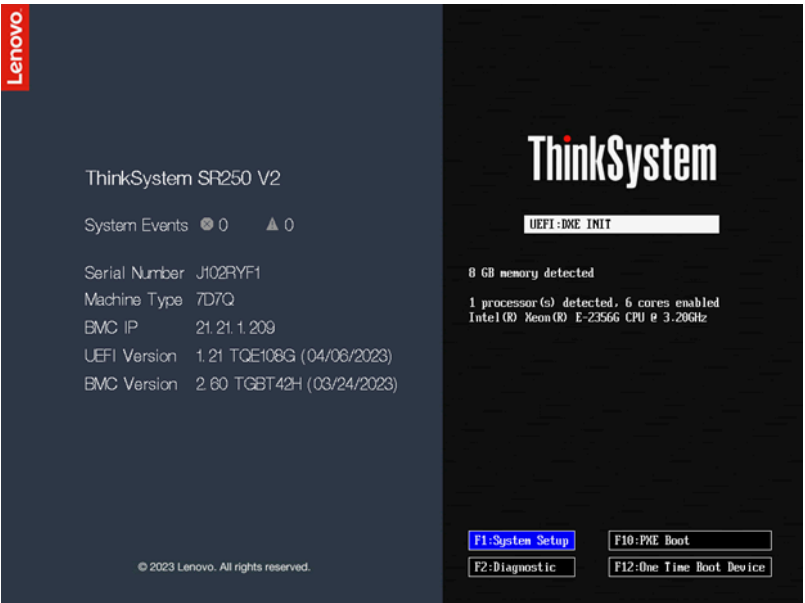 Lenovo
ThinkSystem SR250 V2
System Events 0 0
Serial Number J102RYF1
Machine Type 7D7Q
BMC IP 21.21.1.209
UEFI Version 1.21 TQE108G (04/06/2023)
BMC Version 2.60 TGBT42H (03/24/2023)
© 2023 Lenovo. All rights reserved.
ThinkSystem
UEFI:DXE INIT
8 GB memory detected
1 processor(s) detected, 6 cores enabled
Intel(R) Xeon(R) E-2356G CPU @ 3.20GHz
F1:System Setup
F10:PXE Boot
F2:Diagnostic
F12:One Time Boot Device